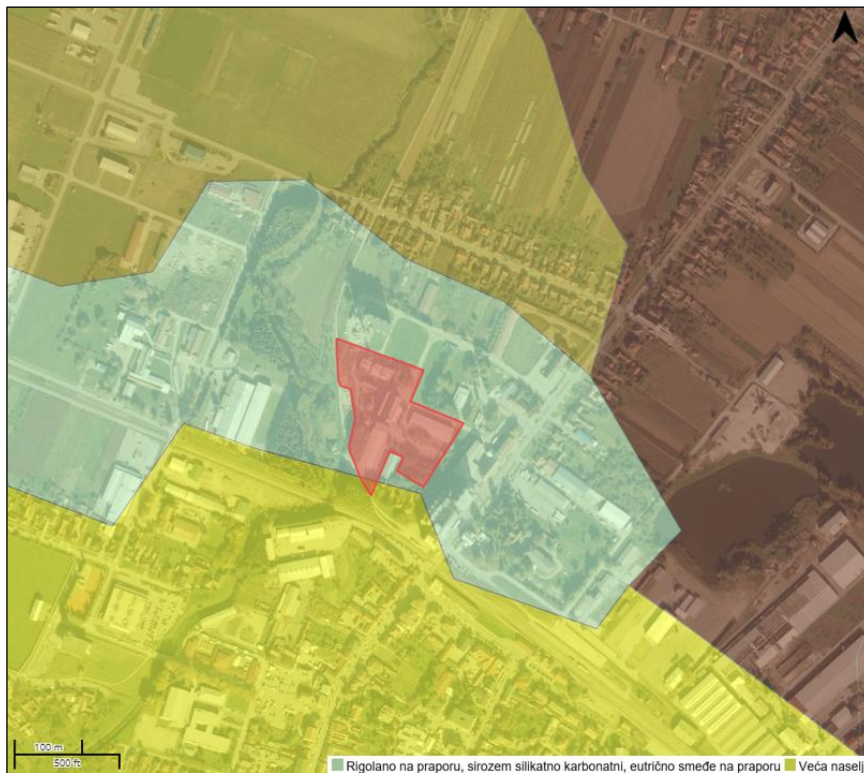 100 m
500 ft
Rigolano na praporu, sirozem silikatno karbonatni, eutrično smeđe na praporu Veća naselj